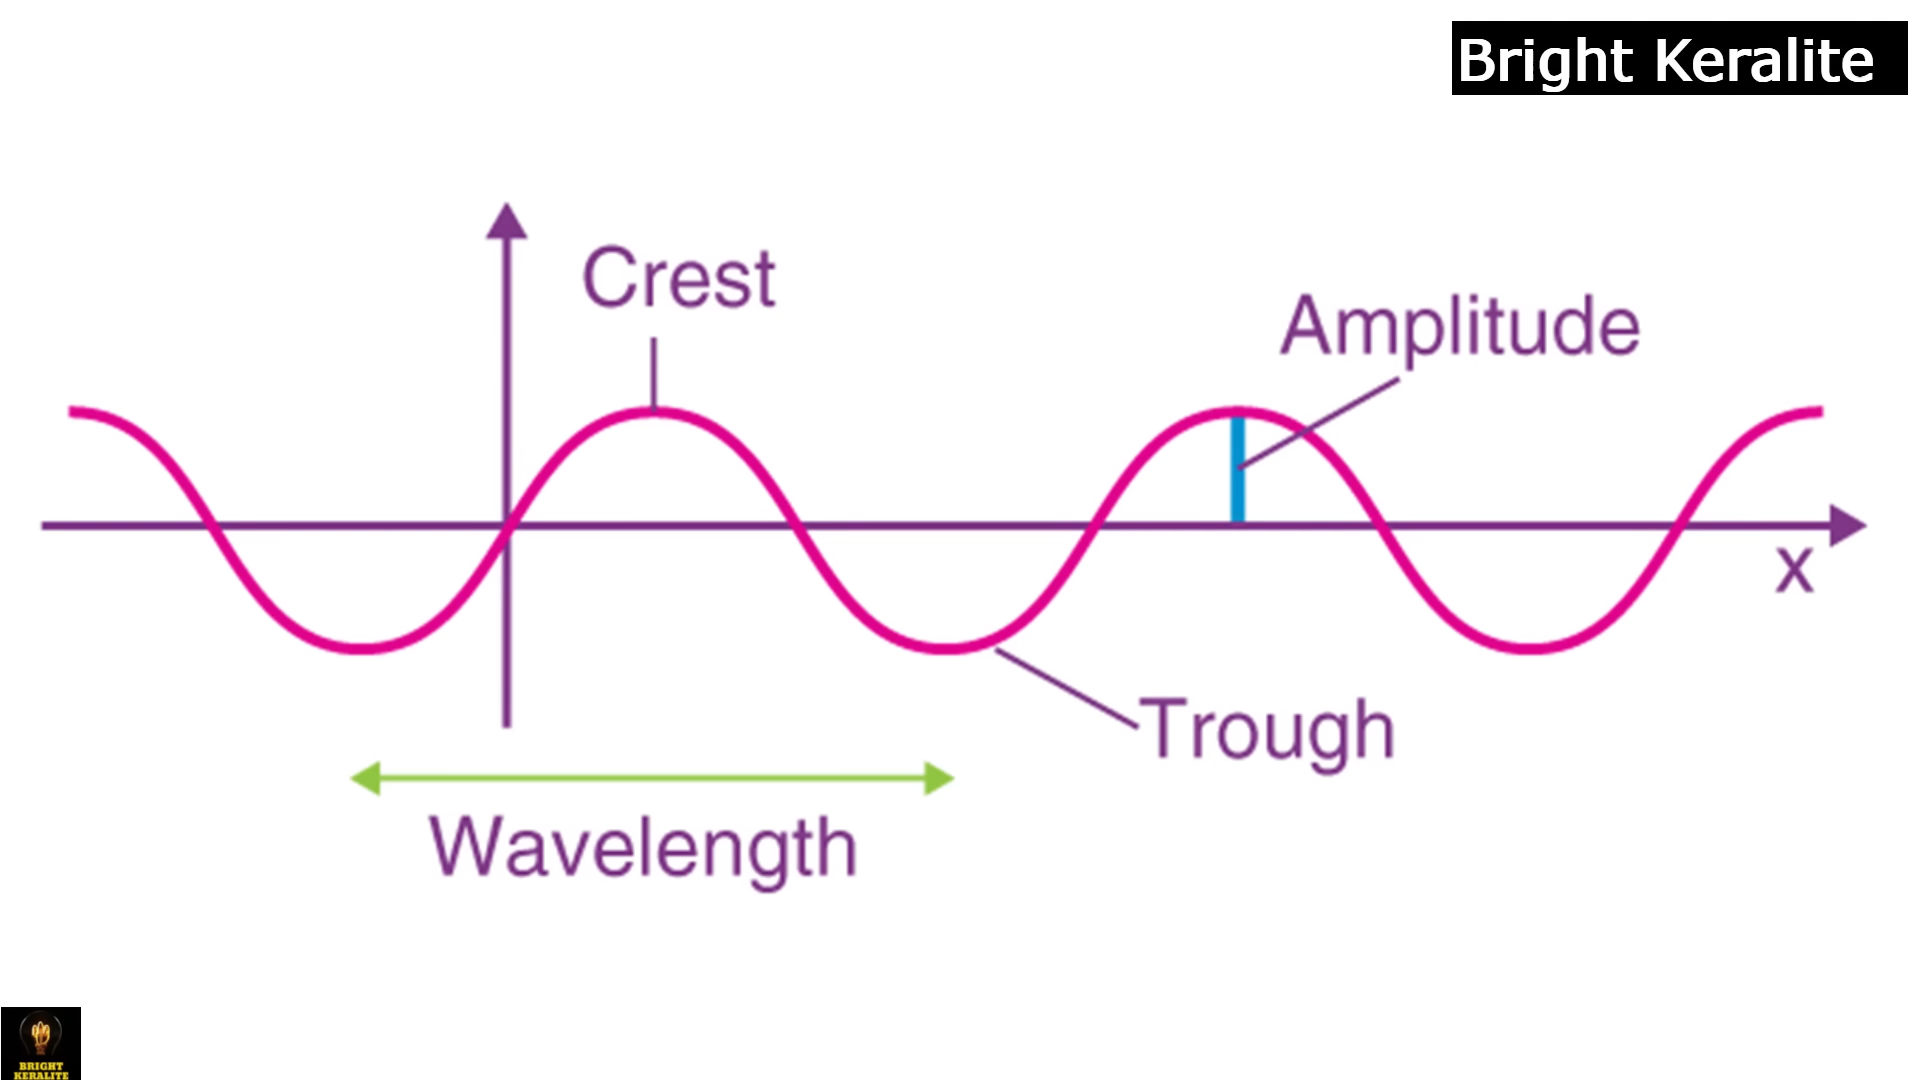 Bright Keralite
Crest
Amplitude
x
Trough
Wavelength
BRIGHT
KERALITE